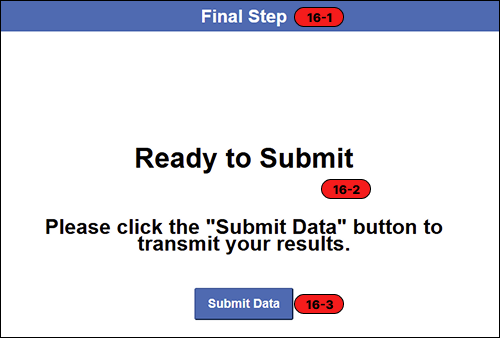 Final Step 16-1
Ready to Submit
16-2
Please click the "Submit Data" button to
transmit your results.
Submit Data 16-3